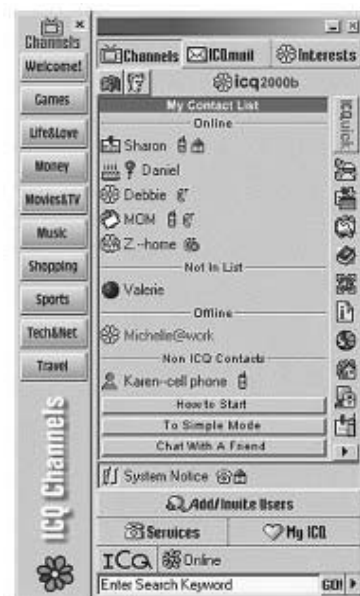 Channels
Welcome!
Games
Life&Love
Money
Movies&TV
Music
Shopping
Sports
Tech&Net
Travel
ICQ Channels
Channels ICQmail Interests
icq2000b
My Contact List
Online
Sharon
Daniel
Debbie
MOM
Z.--home
Not In List
Valerie
Offline
Michelle@work
Non ICQ Contacts
Karen--cell phone
How to Start
To Simple Mode
Chat With A Friend
System Notice
Add/Invite Users
Services My ICQ
ICQ Online
Enter Search Keyword GO!
ICQuick